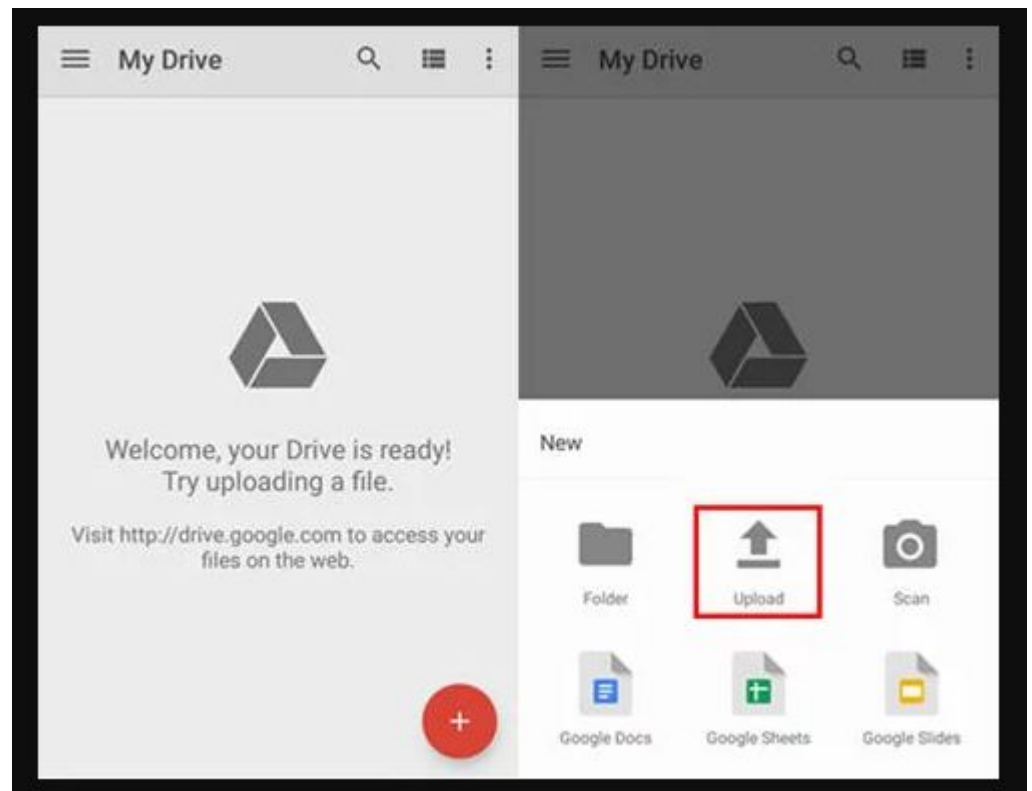 My Drive
Welcome, your Drive is ready!
Try uploading a file.
Visit http://drive.google.com to access your
files on the web.
My Drive
New
Folder
Upload
Scan
Google Docs
Google Sheets
Google Slides